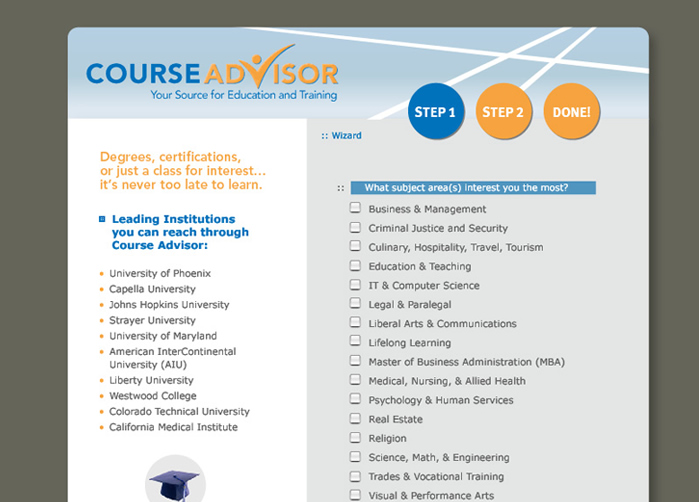 COURSE ADVISOR
Your Source for Education and Training
STEP 1
STEP 2
DONE!
:: Wizard
Degrees, certifications,
or just a class for interest...
it's never too late to learn.
Leading Institutions
you can reach through
Course Advisor:
University of Phoenix
Capella University
Johns Hopkins University
Strayer University
University of Maryland
American InterContinental
University (AIU)
Liberty University
Westwood College
Colorado Technical University
California Medical Institute
:: What subject area(s) interest you the most?
Business & Management
Criminal Justice and Security
Culinary, Hospitality, Travel, Tourism
Education & Teaching
IT & Computer Science
Legal & Paralegal
Liberal Arts & Communications
Lifelong Learning
Master of Business Administration (MBA)
Medical, Nursing, & Allied Health
Psychology & Human Services
Real Estate
Religion
Science, Math, & Engineering
Trades & Vocational Training
Visual & Performance Arts